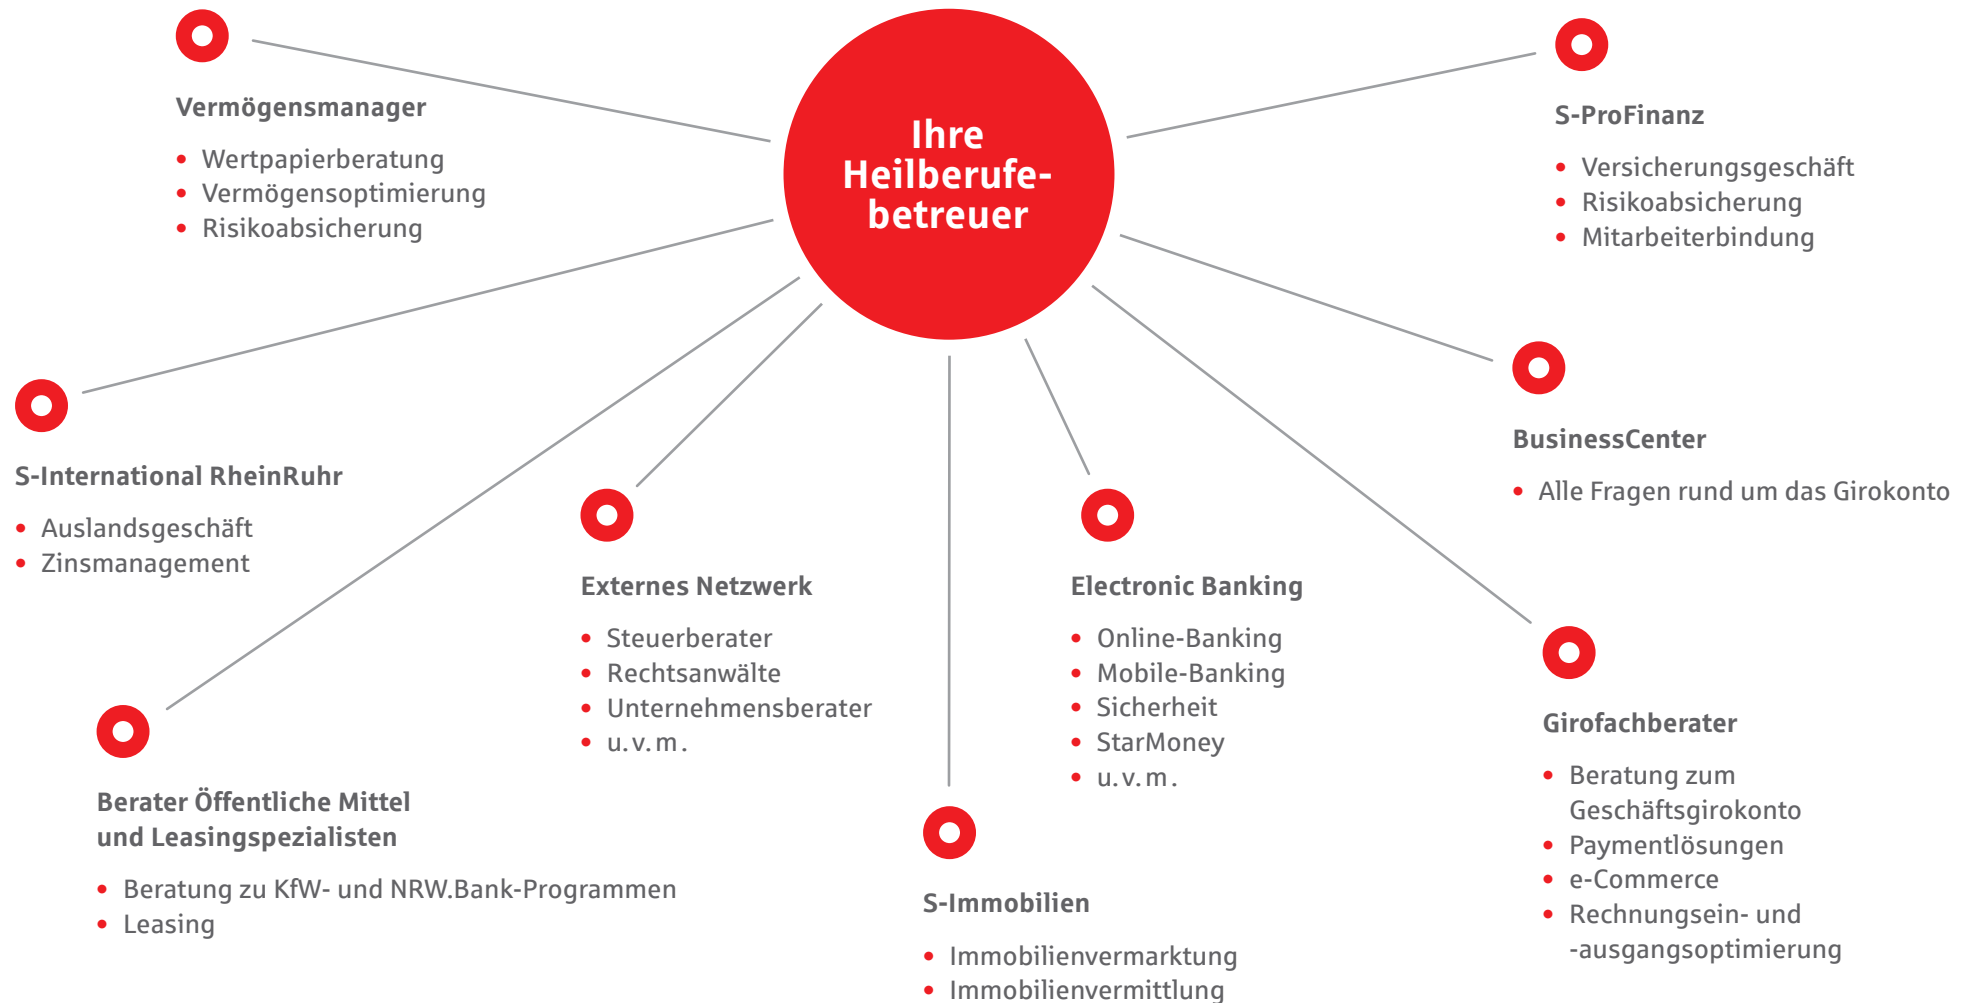 Ihre
Heilberufe-
betreuer
Vermögensmanager
• Wertpapierberatung
• Vermögensoptimierung
• Risikoabsicherung
S-ProFinanz
• Versicherungsgeschäft
• Risikoabsicherung
• Mitarbeiterbindung
S-International RheinRuhr
• Auslandsgeschäft
• Zinsmanagement
BusinessCenter
• Alle Fragen rund um das Girokonto
Externes Netzwerk
• Steuerberater
• Rechtsanwälte
• Unternehmensberater
• u.v.m.
Electronic Banking
• Online-Banking
• Mobile-Banking
• Sicherheit
• StarMoney
• u.v.m.
Girofachberater
• Beratung zum
Geschäftsgirokonto
• Paymentlösungen
• e-Commerce
• Rechnungsein- und
-ausgangsoptimierung
Berater Öffentliche Mittel
und Leasingspezialisten
• Beratung zu KfW- und NRW.Bank-Programmen
• Leasing
S-Immobilien
• Immobilienvermarktung
• Immobilienvermittlung